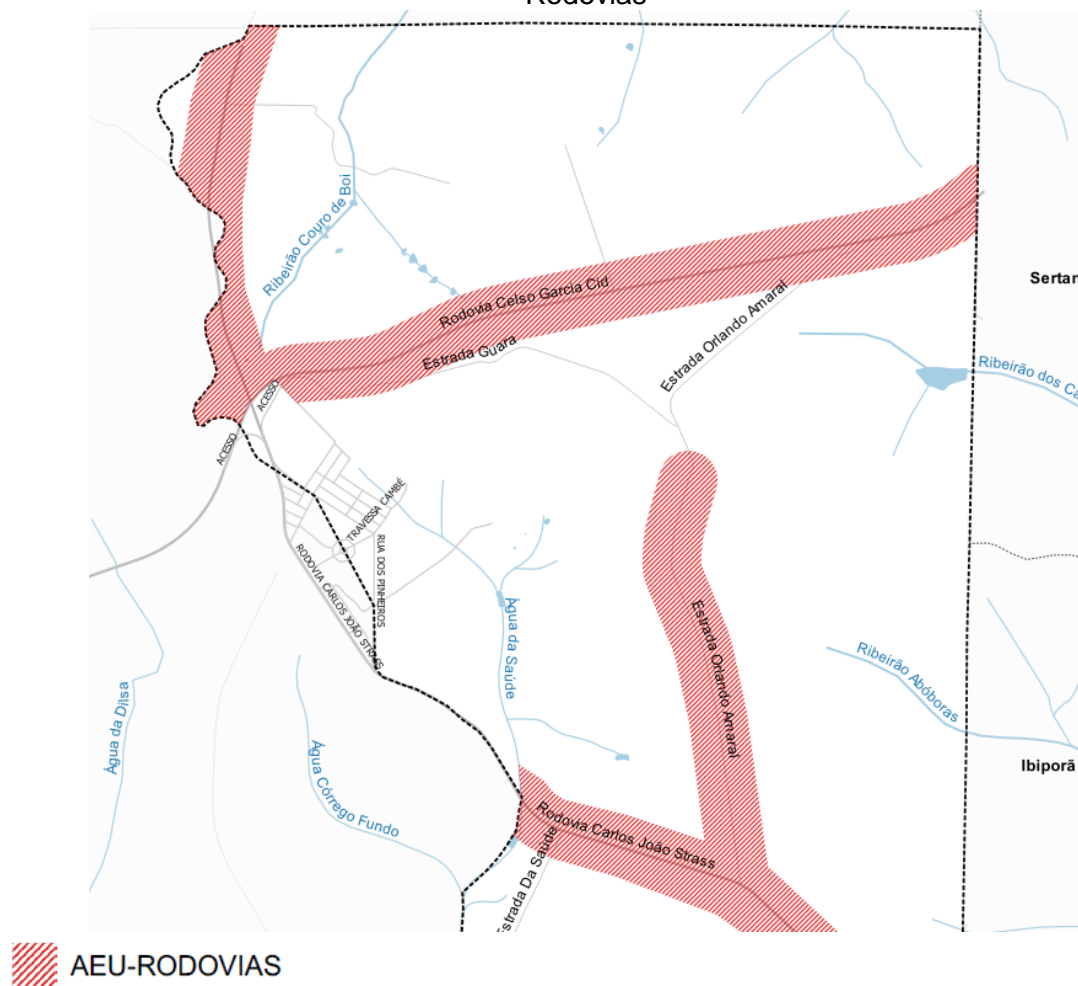 Rodovias
Ribeirão Couro de Boi
Rodovia Celso Garcia Cid
Sertan
Estrada Guara
Estrada Orlando Amaral
Ribeirão dos Ca
ACESSO
ACESSO
TRAVESSA CAMBÉ
RUA DOS PINHEIROS
RODOVIA CARLOS JOÃO STRASS
Água da Saúde
Estrada Orlando Amaral
Ribeirão Abóboras
Água da Dilsa
Água Córrego Fundo
Ibiporã
Rodovia Carlos João Strass
Estrada Da Saúde
AEU-RODOVIAS